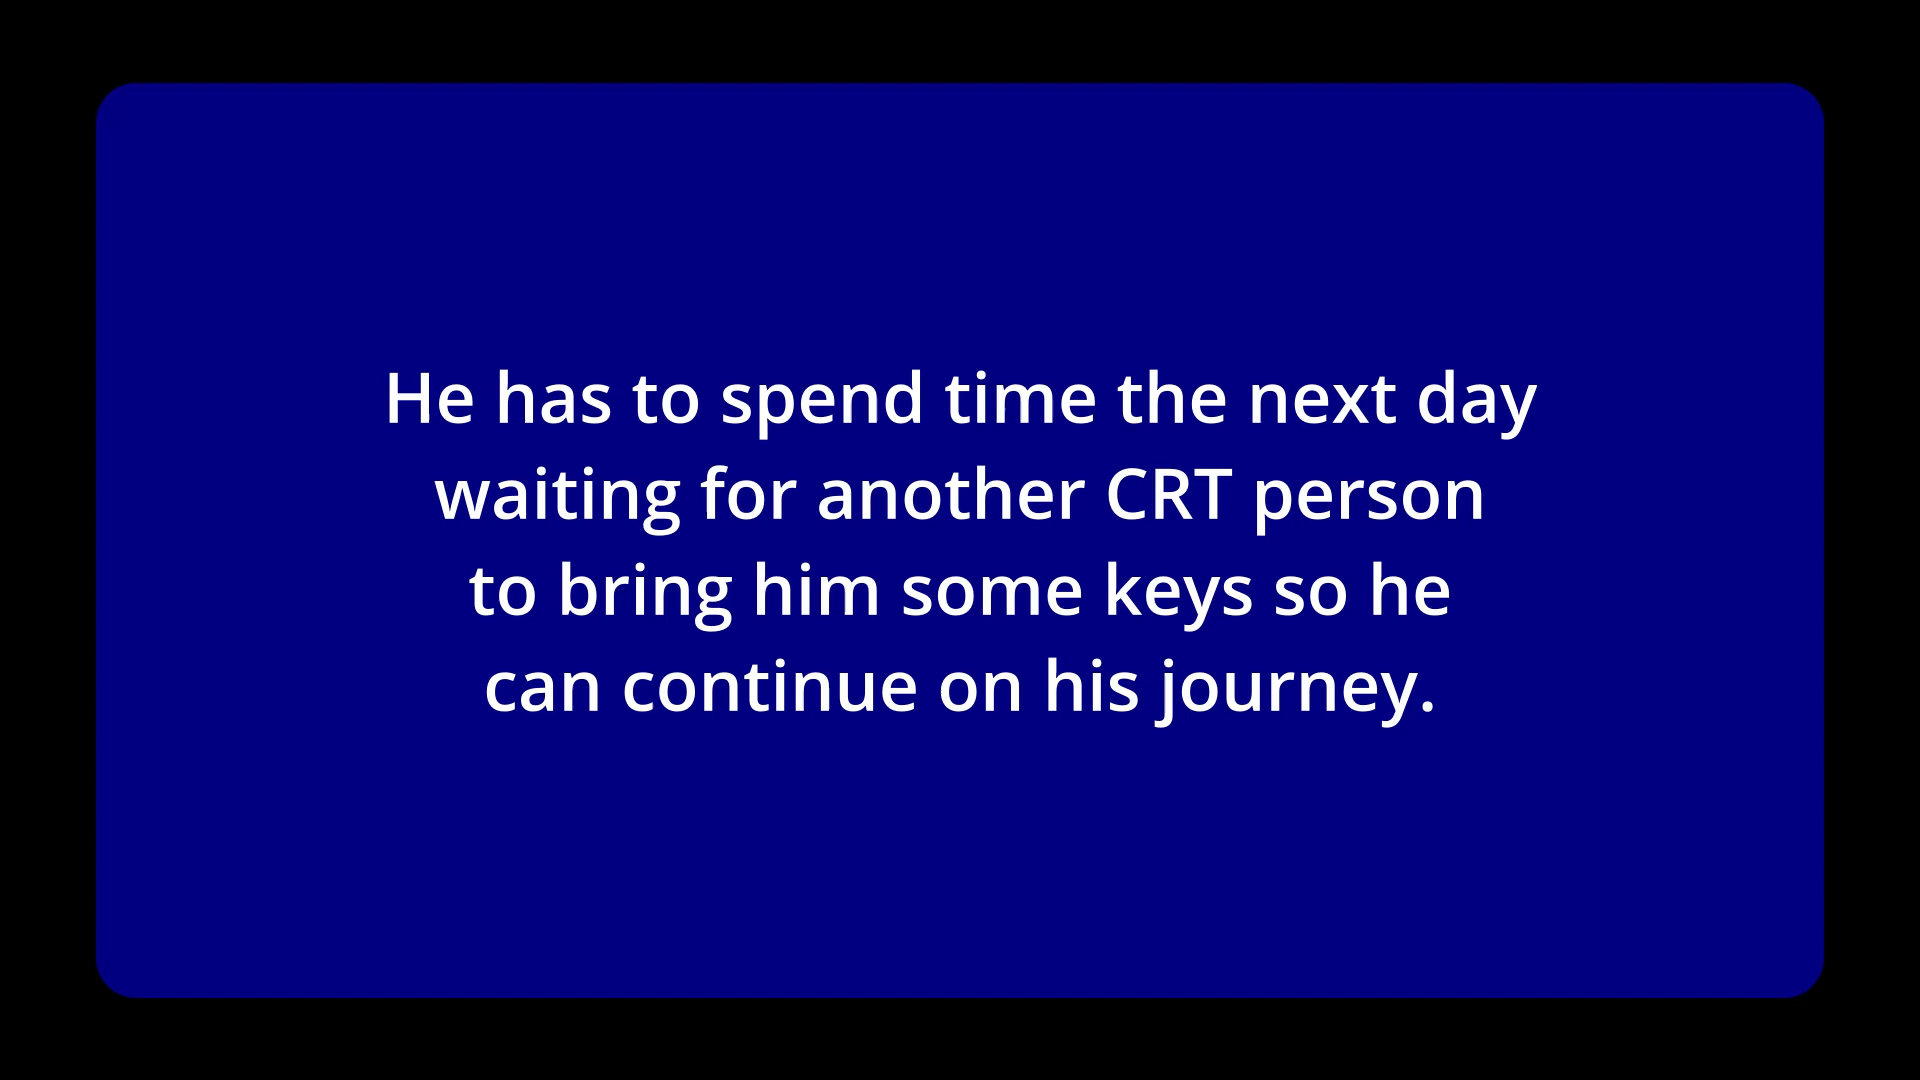 He has to spend time the next day
waiting for another CRT person
to bring him some keys so he
can continue on his journey.